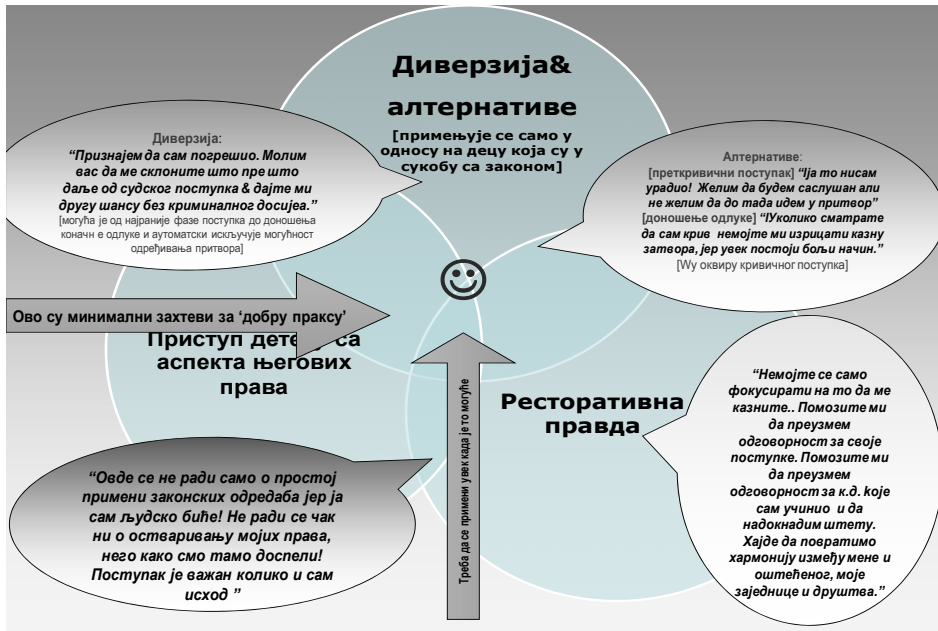 Диверзија&
алтернативе
[примењује се само у
односу на децу која су у
сукобу са законом]
Диверзија:
“Признајем да сам погрешио. Молим
вас да ме склоните што пре што
даље од судског поступка & дајте ми
другу шансу без криминалног досијеа.”
[могућа је од најраније фазе поступка до доношења
коначн е одлуке и аутоматски искључује могућност
одређивања притвора]
Алтернативе:
[преткривични поступак] “Ија то нисам
урадио! Желим да будем саслушан али
не желим да до тада идем у притвор”
[доношење одлуке] “IУколико сматрате
да сам крив немојте ми изрицати казну
затвора, јер увек постоји бољи начин.”
[Wу оквиру кривичног поступка]
Ово су минимални захтеви за ‘добру праксу’
Приступ детету са
аспекта његових
права
Ресторативна
правда
Треба да се примени увек када је то могуће
“Немојте се само
фокусирати на то да ме
казните.. Помозите ми
да преузмем
одговорност за своје
поступке. Помозите ми
да преузмем
одговорност за к.д. које
сам учинио и да
надокнадим штету.
Хајде да повратимо
хармонију између мене и
оштећеног, моје
заједнице и друштва.”
“Овде се не ради само о простој
примени законских одредаба јер ја
сам људско биће! Не ради се чак
ни о остваривању мојих права,
него како смо тамо доспели!
Поступак је важан колико и сам
исход ”